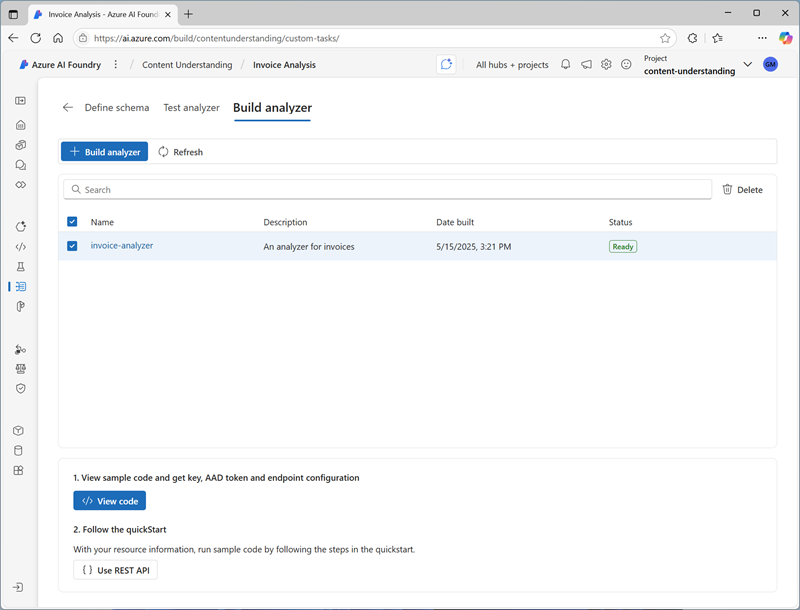 Invoice Analysis - Azure AI Found
https://ai.azure.com/build/contentunderstanding/custom-tasks/
Azure AI Foundry / Content Understanding / Invoice Analysis
All hubs + projects
Project
content-understanding
GM
Define schema Test analyzer Build analyzer
Build analyzer Refresh
Search
Delete
Name Description Date built Status
invoice-analyzer An analyzer for invoices 5/15/2025, 3:21 PM Ready
1. View sample code and get key, AAD token and endpoint configuration
</> View code
2. Follow the quickStart
With your resource information, run sample code by following the steps in the quickstart.
{ } Use REST API